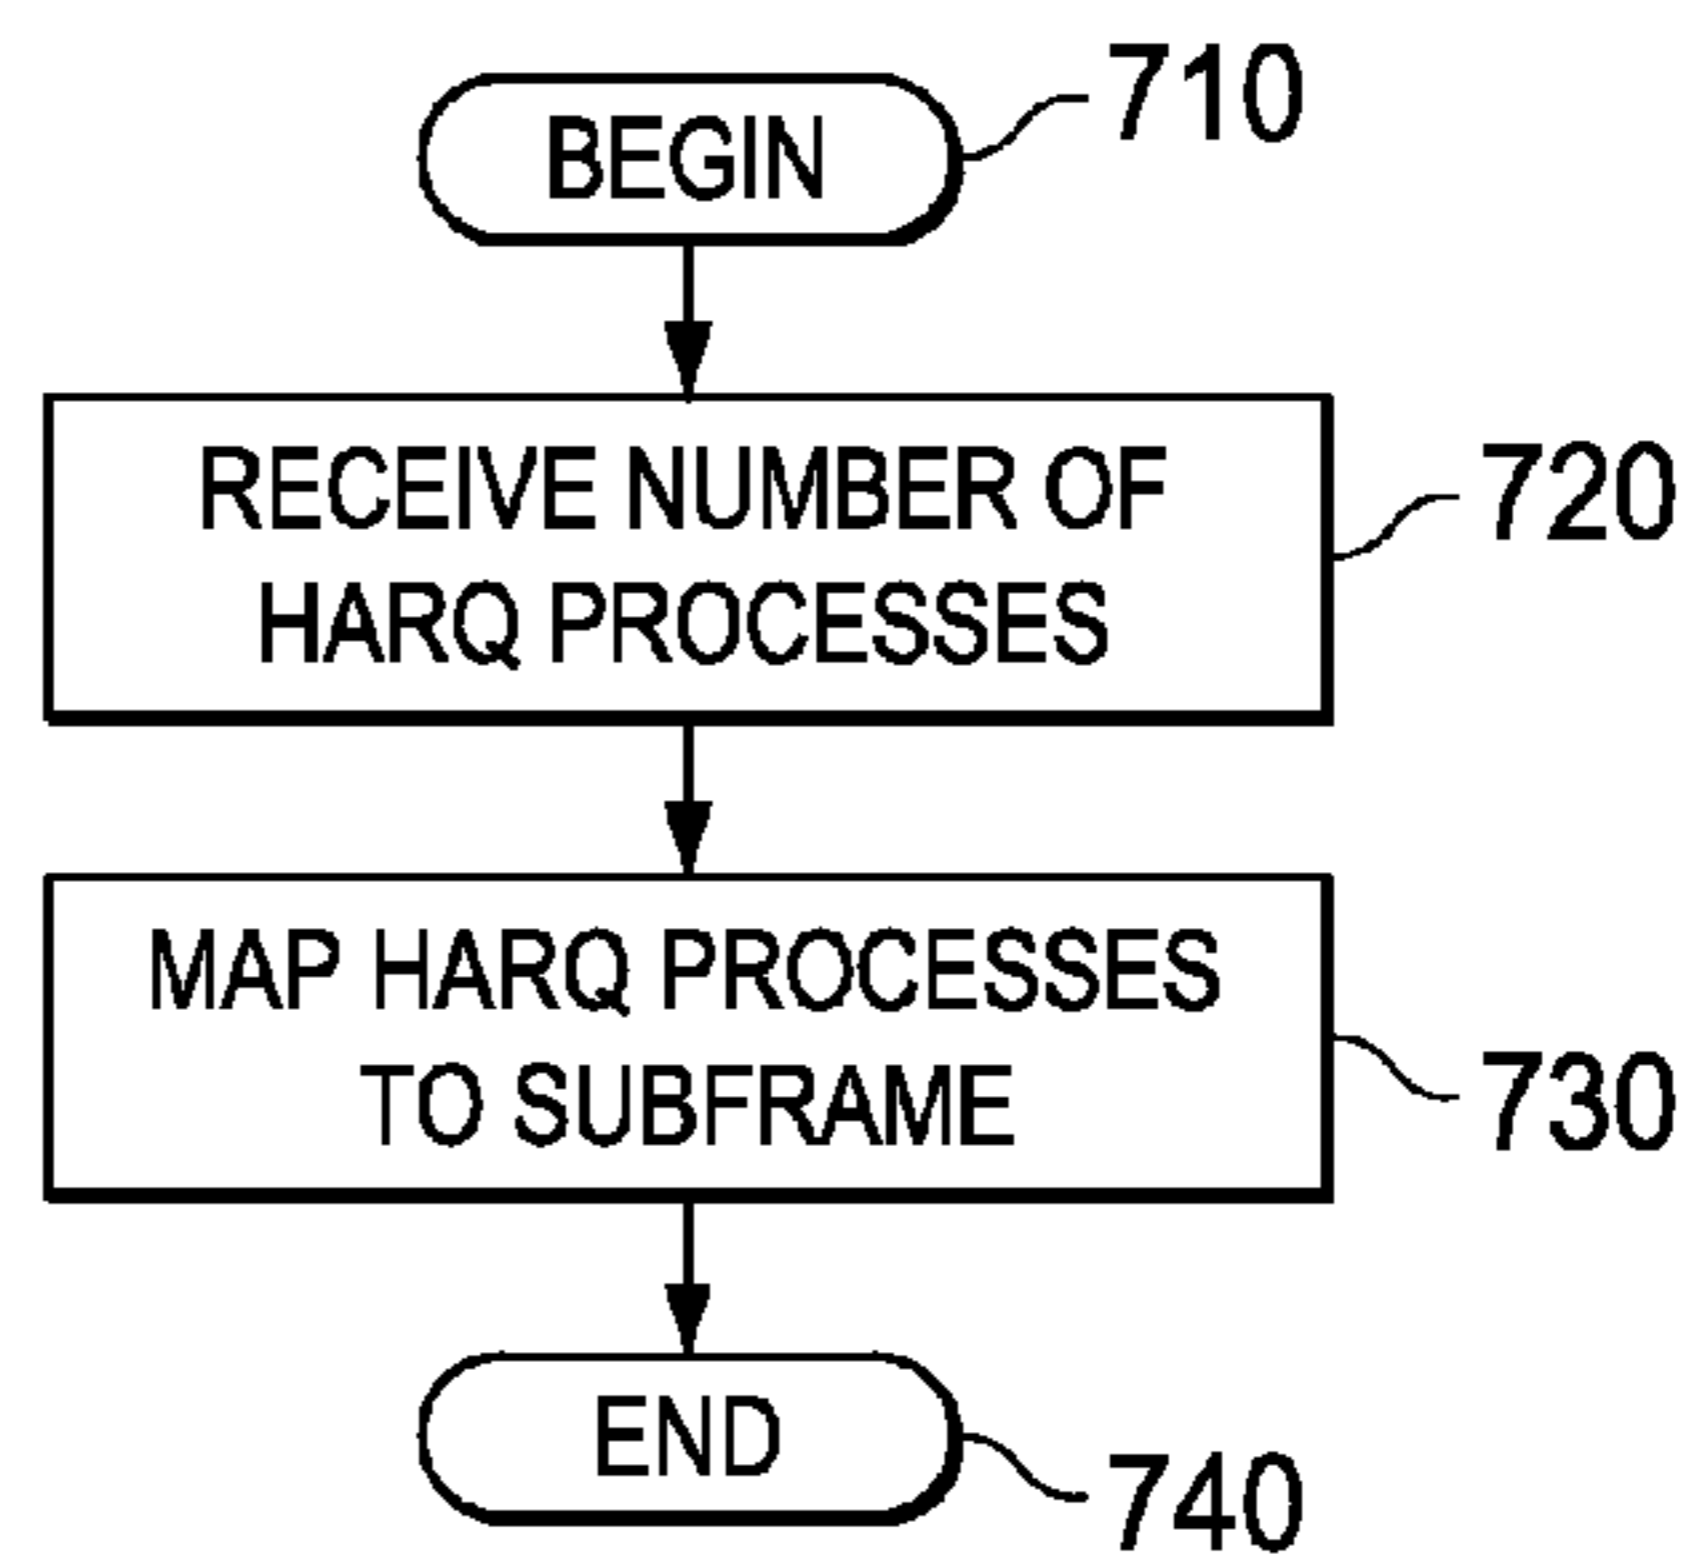 BEGIN
710
RECEIVE NUMBER OF
HARQ PROCESSES
720
MAP HARQ PROCESSES
TO SUBFRAME
730
END
740